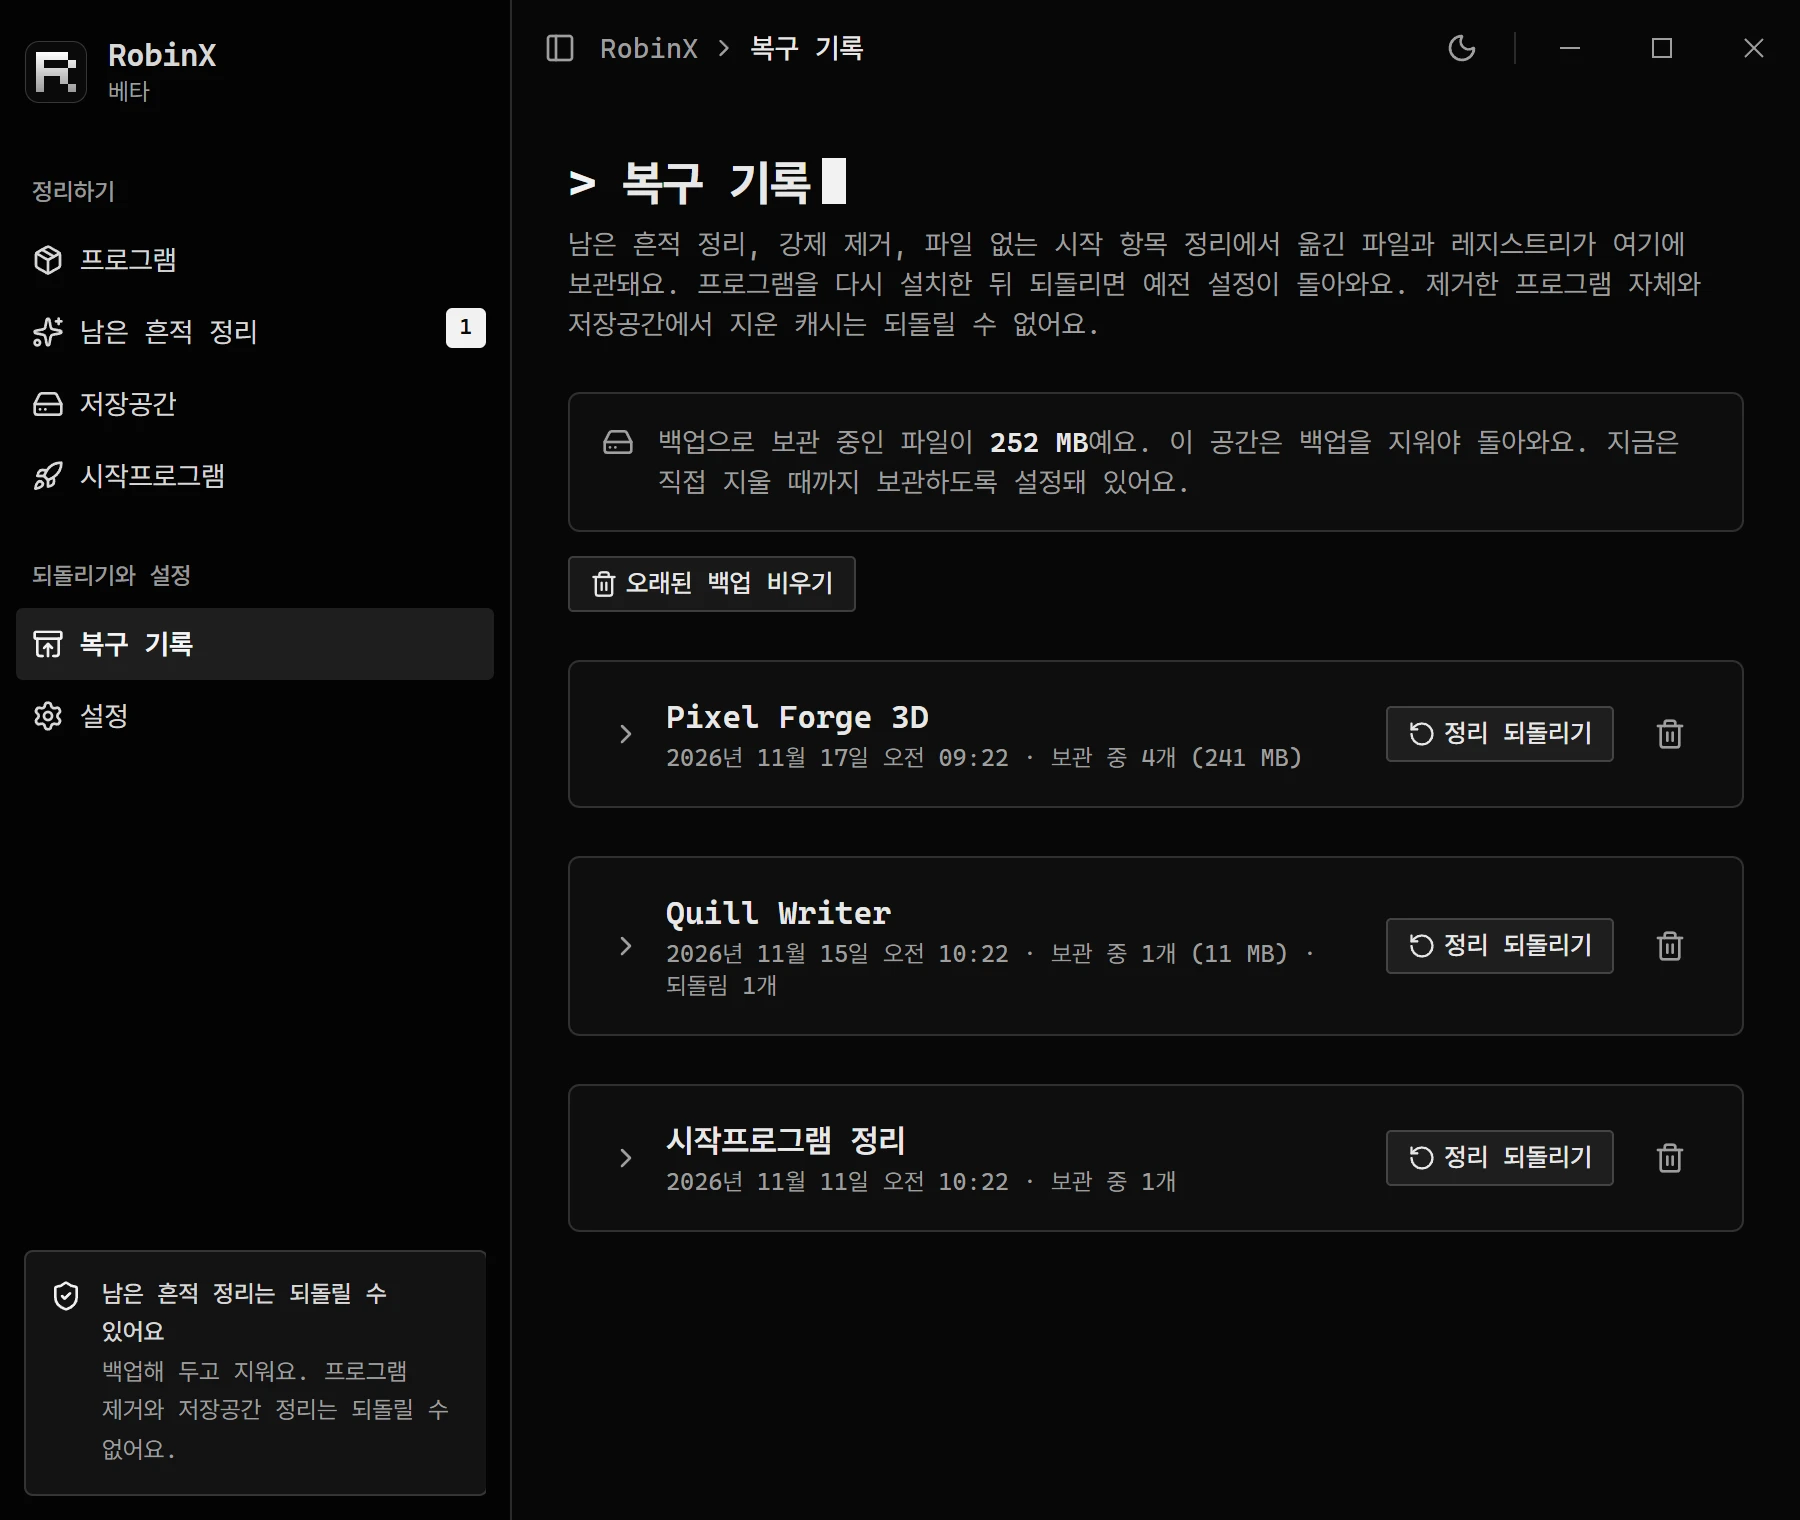 RobinX
베타
정리하기
프로그램
남은 흔적 정리
1
저장공간
시작프로그램
되돌리기와 설정
복구 기록
설정
남은 흔적 정리는 되돌릴 수
있어요
백업해 두고 지워요. 프로그램
제거와 저장공간 정리는 되돌릴 수
없어요.
RobinX > 복구 기록
> 복구 기록
남은 흔적 정리, 강제 제거, 파일 없는 시작 항목 정리에서 옮긴 파일과 레지스트리가 여기에
보관돼요. 프로그램을 다시 설치한 뒤 되돌리면 예전 설정이 돌아와요. 제거한 프로그램 자체와
저장공간에서 지운 캐시는 되돌릴 수 없어요.
백업으로 보관 중인 파일이 252 MB예요. 이 공간은 백업을 지워야 돌아와요. 지금은
직접 지울 때까지 보관하도록 설정돼 있어요.
오래된 백업 비우기
Pixel Forge 3D
2026년 11월 17일 오전 09:22 · 보관 중 4개 (241 MB)
정리 되돌리기
Quill Writer
2026년 11월 15일 오전 10:22 · 보관 중 1개 (11 MB) ·
되돌림 1개
정리 되돌리기
시작프로그램 정리
2026년 11월 11일 오전 10:22 · 보관 중 1개
정리 되돌리기